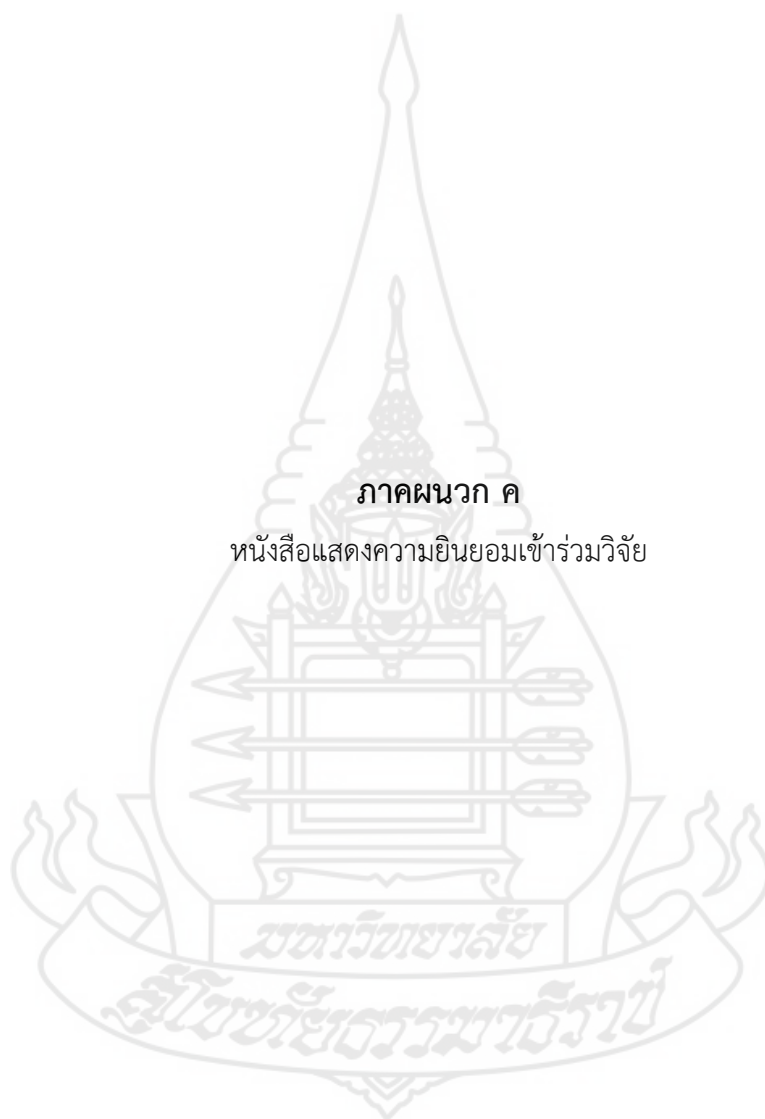 ภาคผนวก ค
หนังสือแสดงความยินยอมเข้าร่วมวิจัย
มหาวิทยาลัย
สุโขทัยธรรมาธิราช